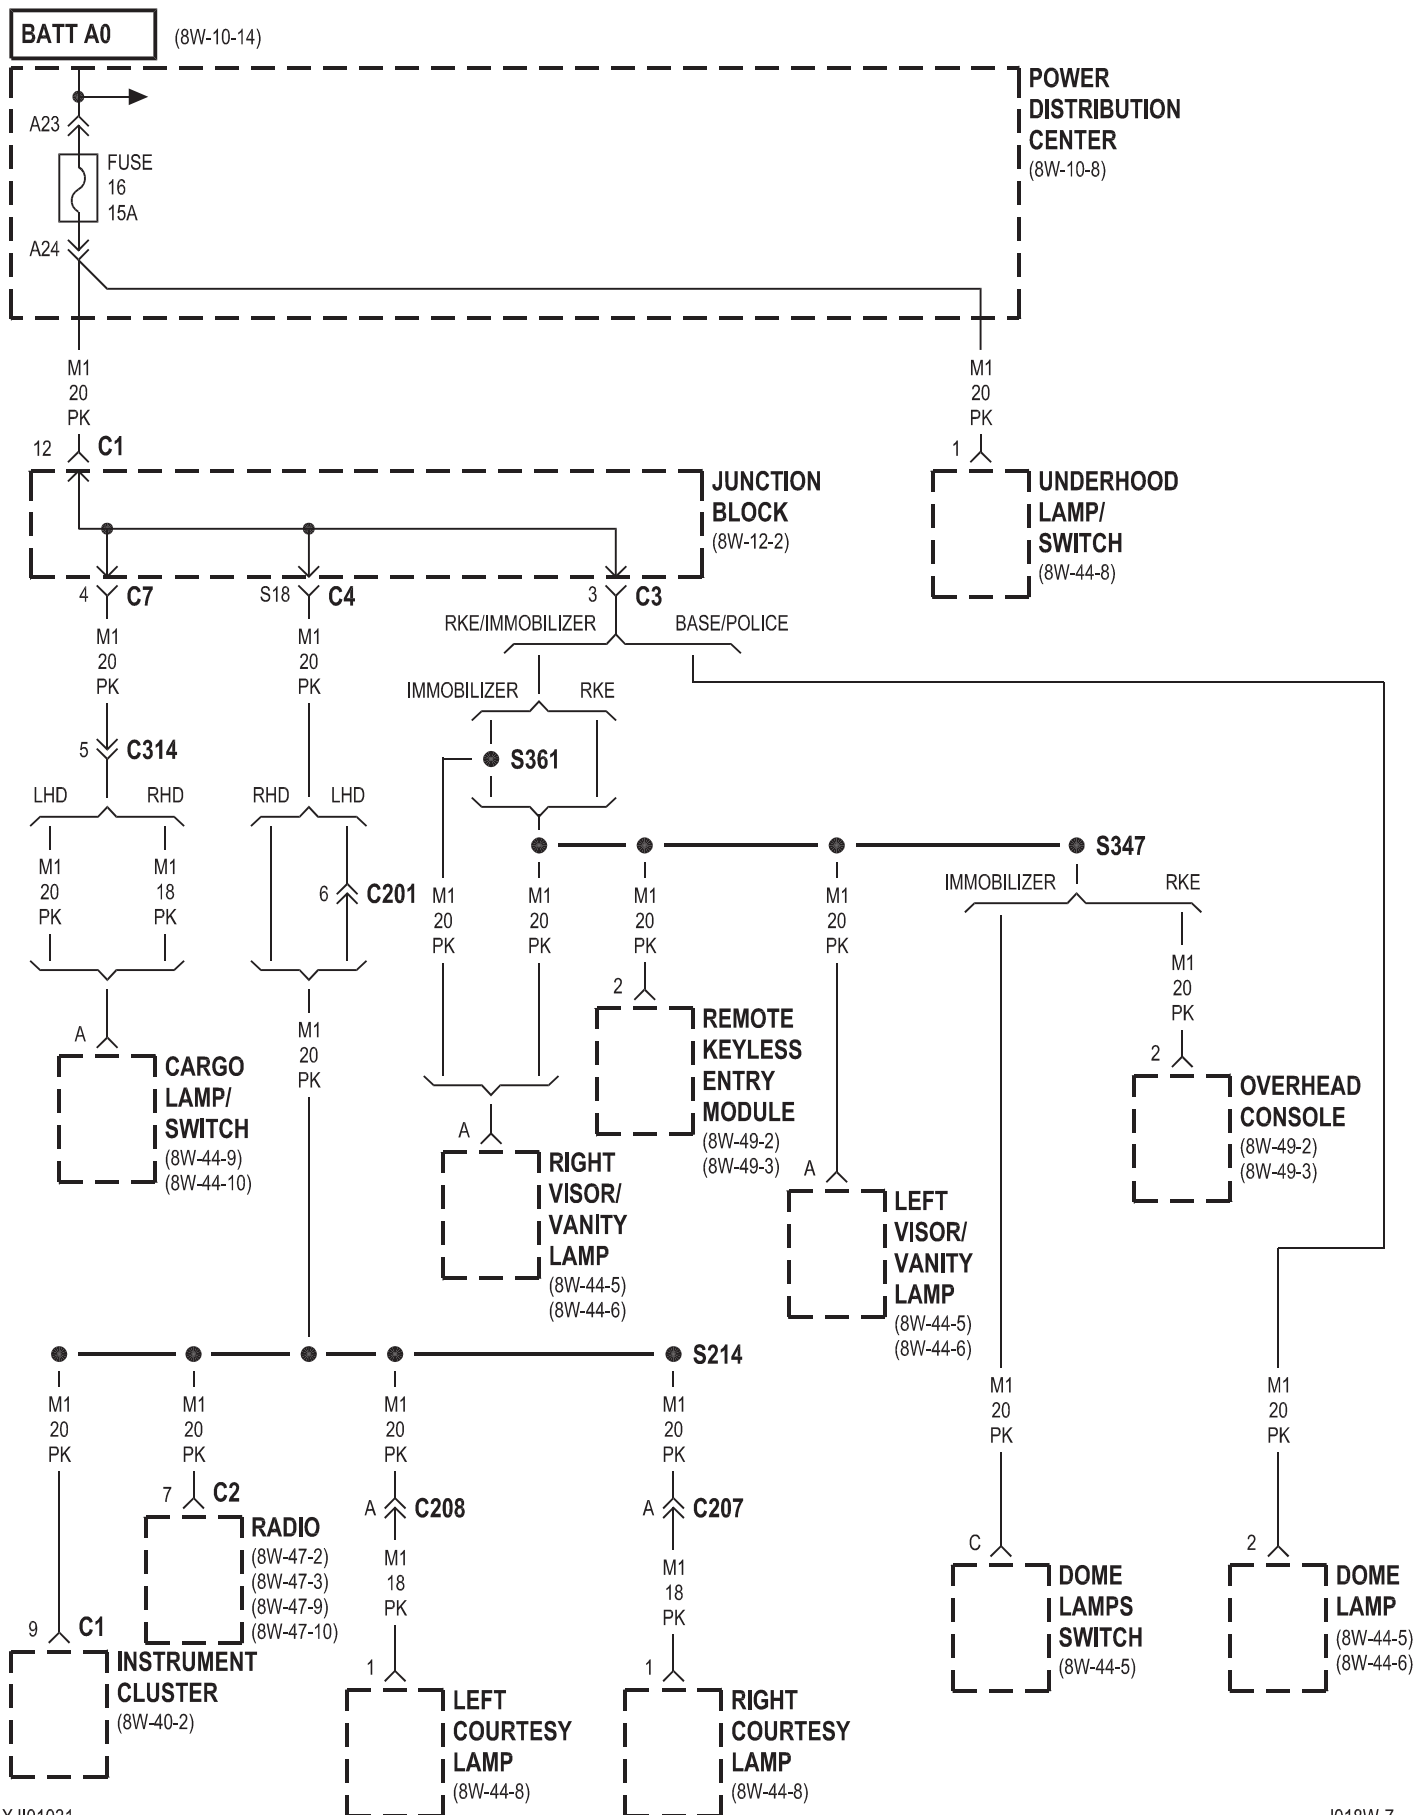 BATT A0
(8W-10-14)
POWER
DISTRIBUTION
CENTER
(8W-10-8)
A23
FUSE
16
15A
A24
M1
20
PK
M1
20
PK
12
C1
1
JUNCTION
BLOCK
(8W-12-2)
UNDERHOOD
LAMP/
SWITCH
(8W-44-8)
4
C7
S18
C4
3
C3
M1
20
PK
M1
20
PK
RKE/IMMOBILIZER
BASE/POLICE
IMMOBILIZER
RKE
5
C314
S361
LHD
RHD
RHD
LHD
M1
20
PK
M1
18
PK
6
C201
S347
IMMOBILIZER
RKE
M1
20
PK
M1
20
PK
M1
20
PK
M1
20
PK
M1
20
PK
A
CARGO
LAMP/
SWITCH
(8W-44-9)
(8W-44-10)
M1
20
PK
2
REMOTE
KEYLESS
ENTRY
MODULE
(8W-49-2)
(8W-49-3)
2
OVERHEAD
CONSOLE
(8W-49-2)
(8W-49-3)
A
RIGHT
VISOR/
VANITY
LAMP
(8W-44-5)
(8W-44-6)
A
LEFT
VISOR/
VANITY
LAMP
(8W-44-5)
(8W-44-6)
S214
M1
20
PK
M1
20
PK
M1
20
PK
M1
20
PK
M1
20
PK
M1
20
PK
7
C2
RADIO
(8W-47-2)
(8W-47-3)
(8W-47-9)
(8W-47-10)
A
C208
A
C207
M1
18
PK
M1
18
PK
C
DOME
LAMPS
SWITCH
(8W-44-5)
2
DOME
LAMP
(8W-44-5)
(8W-44-6)
9
C1
INSTRUMENT
CLUSTER
(8W-40-2)
1
LEFT
COURTESY
LAMP
(8W-44-8)
1
RIGHT
COURTESY
LAMP
(8W-44-8)